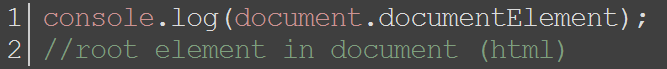 1 console.log(document.documentElement);
2 //root element in document (html)